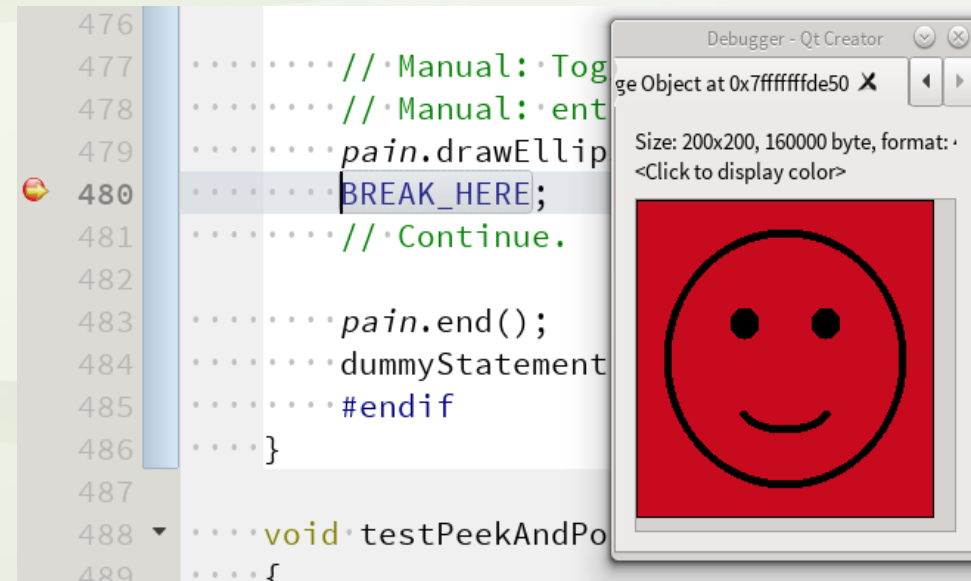 476
477 // Manual: Tog
478 // Manual: ent
479 pain.drawEllip
480 BREAK_HERE;
481 // Continue.
482
483 pain.end();
484 dummyStatement
485 #endif
486 }
487
488 void testPeekAndPo
489 {
Debugger - Qt Creator
ge Object at 0x7fffffffde50
Size: 200x200, 160000 byte, format:
<Click to display color>